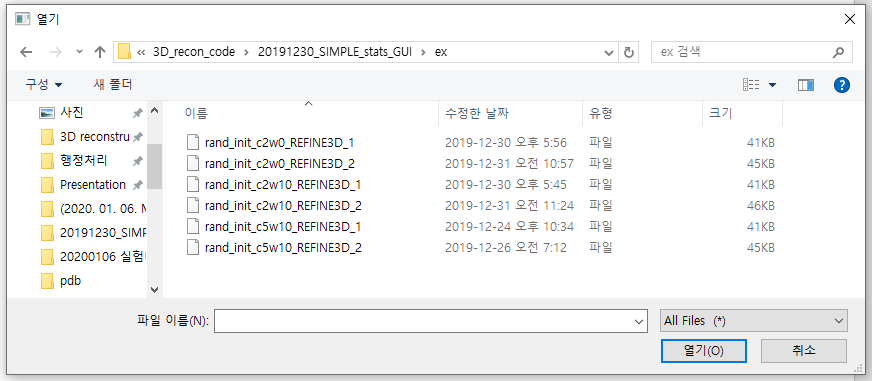 열기
« 3D_recon_code > 20191230_SIMPLE_stats_GUI > ex
ex 검색
구성 새 폴더
이름 수정한 날짜 유형 크기
사진
3D reconstru
행정처리
Presentation
(2020. 01. 06. M
20191230_SIMP
20200106 실험
pdb
rand_init_c2w0_REFINE3D_1 2019-12-30 오후 5:56 파일 41KB
rand_init_c2w0_REFINE3D_2 2019-12-31 오전 10:57 파일 45KB
rand_init_c2w10_REFINE3D_1 2019-12-30 오후 5:45 파일 41KB
rand_init_c2w10_REFINE3D_2 2019-12-31 오전 11:24 파일 46KB
rand_init_c5w10_REFINE3D_1 2019-12-24 오후 10:34 파일 41KB
rand_init_c5w10_REFINE3D_2 2019-12-26 오전 7:12 파일 45KB
파일 이름(N):
All Files (*)
열기(O) 취소